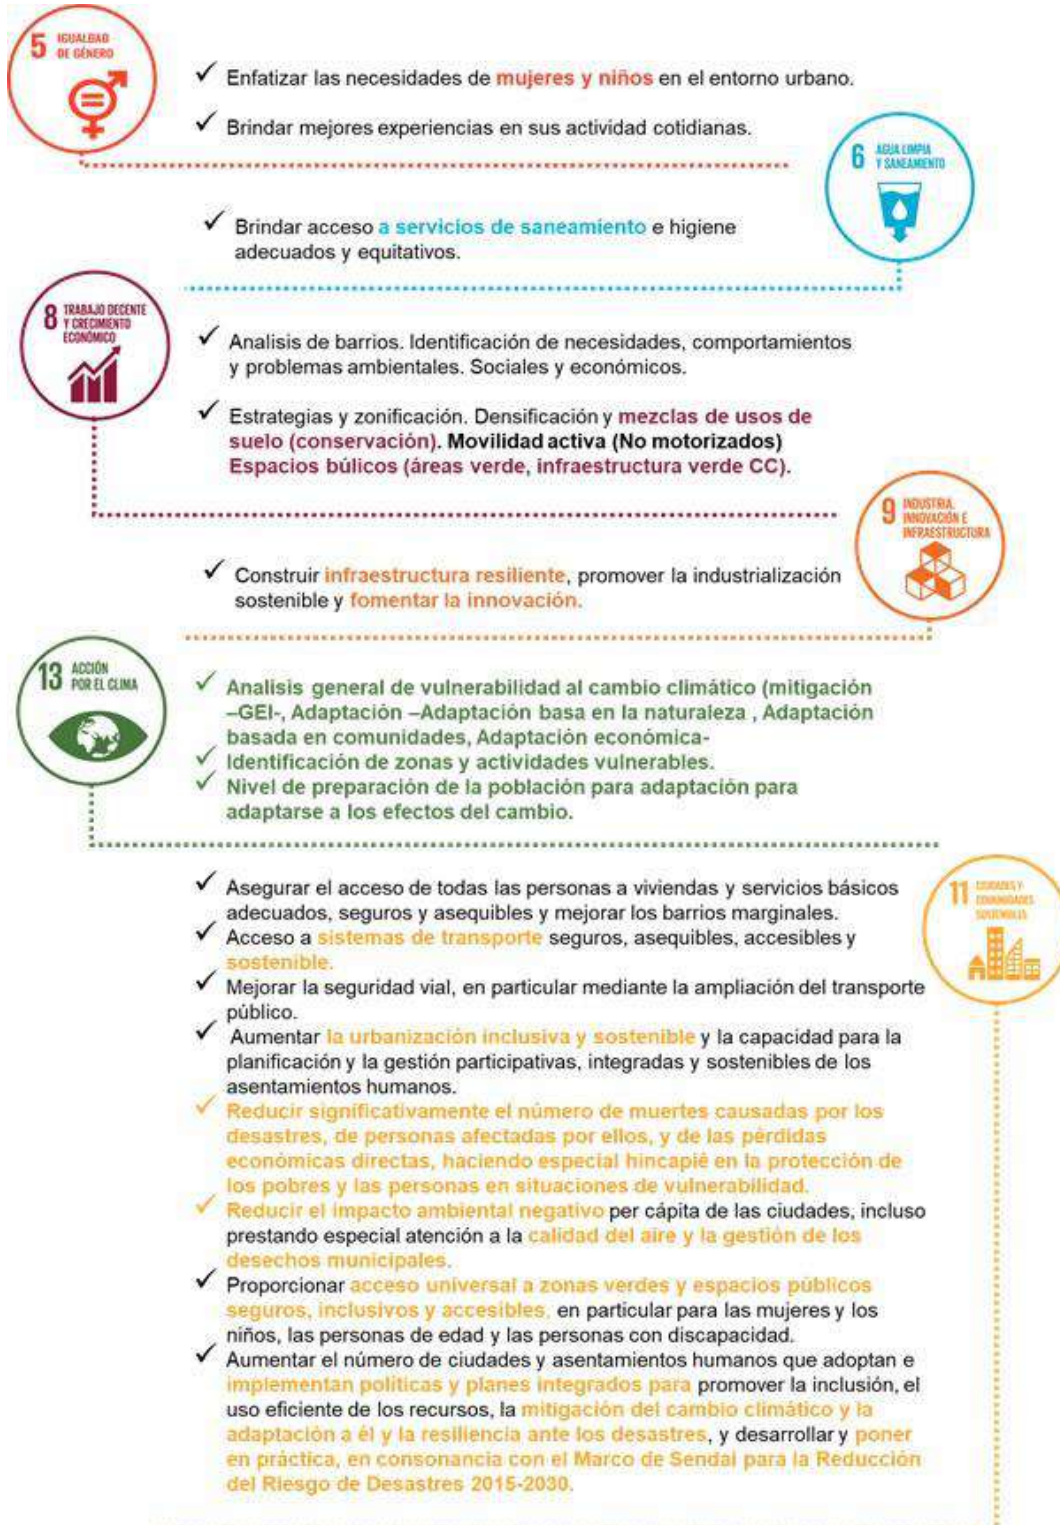 5 IGUALDAD
DE GÉNERO
✓ Enfatizar las necesidades de mujeres y niños en el entorno urbano.
✓ Brindar mejores experiencias en sus actividad cotidianas.
6 AGUA LIMPIA
Y SANEAMIENTO
✓ Brindar acceso a servicios de saneamiento e higiene
adecuados y equitativos.
8 TRABAJO DECENTE
Y CRECIMIENTO
ECONÓMICO
✓ Analisis de barrios. Identificación de necesidades, comportamientos
y problemas ambientales. Sociales y económicos.
✓ Estrategias y zonificación. Densificación y mezclas de usos de
suelo (conservación). Movilidad activa (No motorizados)
Espacios búlicos (áreas verde, infraestructura verde CC).
9 INDUSTRIA,
INNOVACIÓN E
INFRAESTRUCTURA
✓ Construir infraestructura resiliente, promover la industrialización
sostenible y fomentar la innovación.
13 ACCIÓN
POR EL CLIMA
✓ Analisis general de vulnerabilidad al cambio climático (mitigación
–GEI-, Adaptación –Adaptación basa en la naturaleza , Adaptación
basada en comunidades, Adaptación económica-
✓ Identificación de zonas y actividades vulnerables.
✓ Nivel de preparación de la población para adaptación para
adaptarse a los efectos del cambio.
11 CIUDADES Y
COMUNIDADES
SOSTENIBLES
✓ Asegurar el acceso de todas las personas a viviendas y servicios básicos
adecuados, seguros y asequibles y mejorar los barrios marginales.
✓ Acceso a sistemas de transporte seguros, asequibles, accesibles y
sostenible.
✓ Mejorar la seguridad vial, en particular mediante la ampliación del transporte
público.
✓ Aumentar la urbanización inclusiva y sostenible y la capacidad para la
planificación y la gestión participativas, integradas y sostenibles de los
asentamientos humanos.
✓ Reducir significativamente el número de muertes causadas por los
desastres, de personas afectadas por ellos, y de las pérdidas
económicas directas, haciendo especial hincapié en la protección de
los pobres y las personas en situaciones de vulnerabilidad.
✓ Reducir el impacto ambiental negativo per cápita de las ciudades, incluso
prestando especial atención a la calidad del aire y la gestión de los
desechos municipales.
✓ Proporcionar acceso universal a zonas verdes y espacios públicos
seguros, inclusivos y accesibles, en particular para las mujeres y los
niños, las personas de edad y las personas con discapacidad.
✓ Aumentar el número de ciudades y asentamientos humanos que adoptan e
implementan políticas y planes integrados para promover la inclusión, el
uso eficiente de los recursos, la mitigación del cambio climático y la
adaptación a él y la resiliencia ante los desastres, y desarrollar y poner
en práctica, en consonancia con el Marco de Sendai para la Reducción
del Riesgo de Desastres 2015-2030.